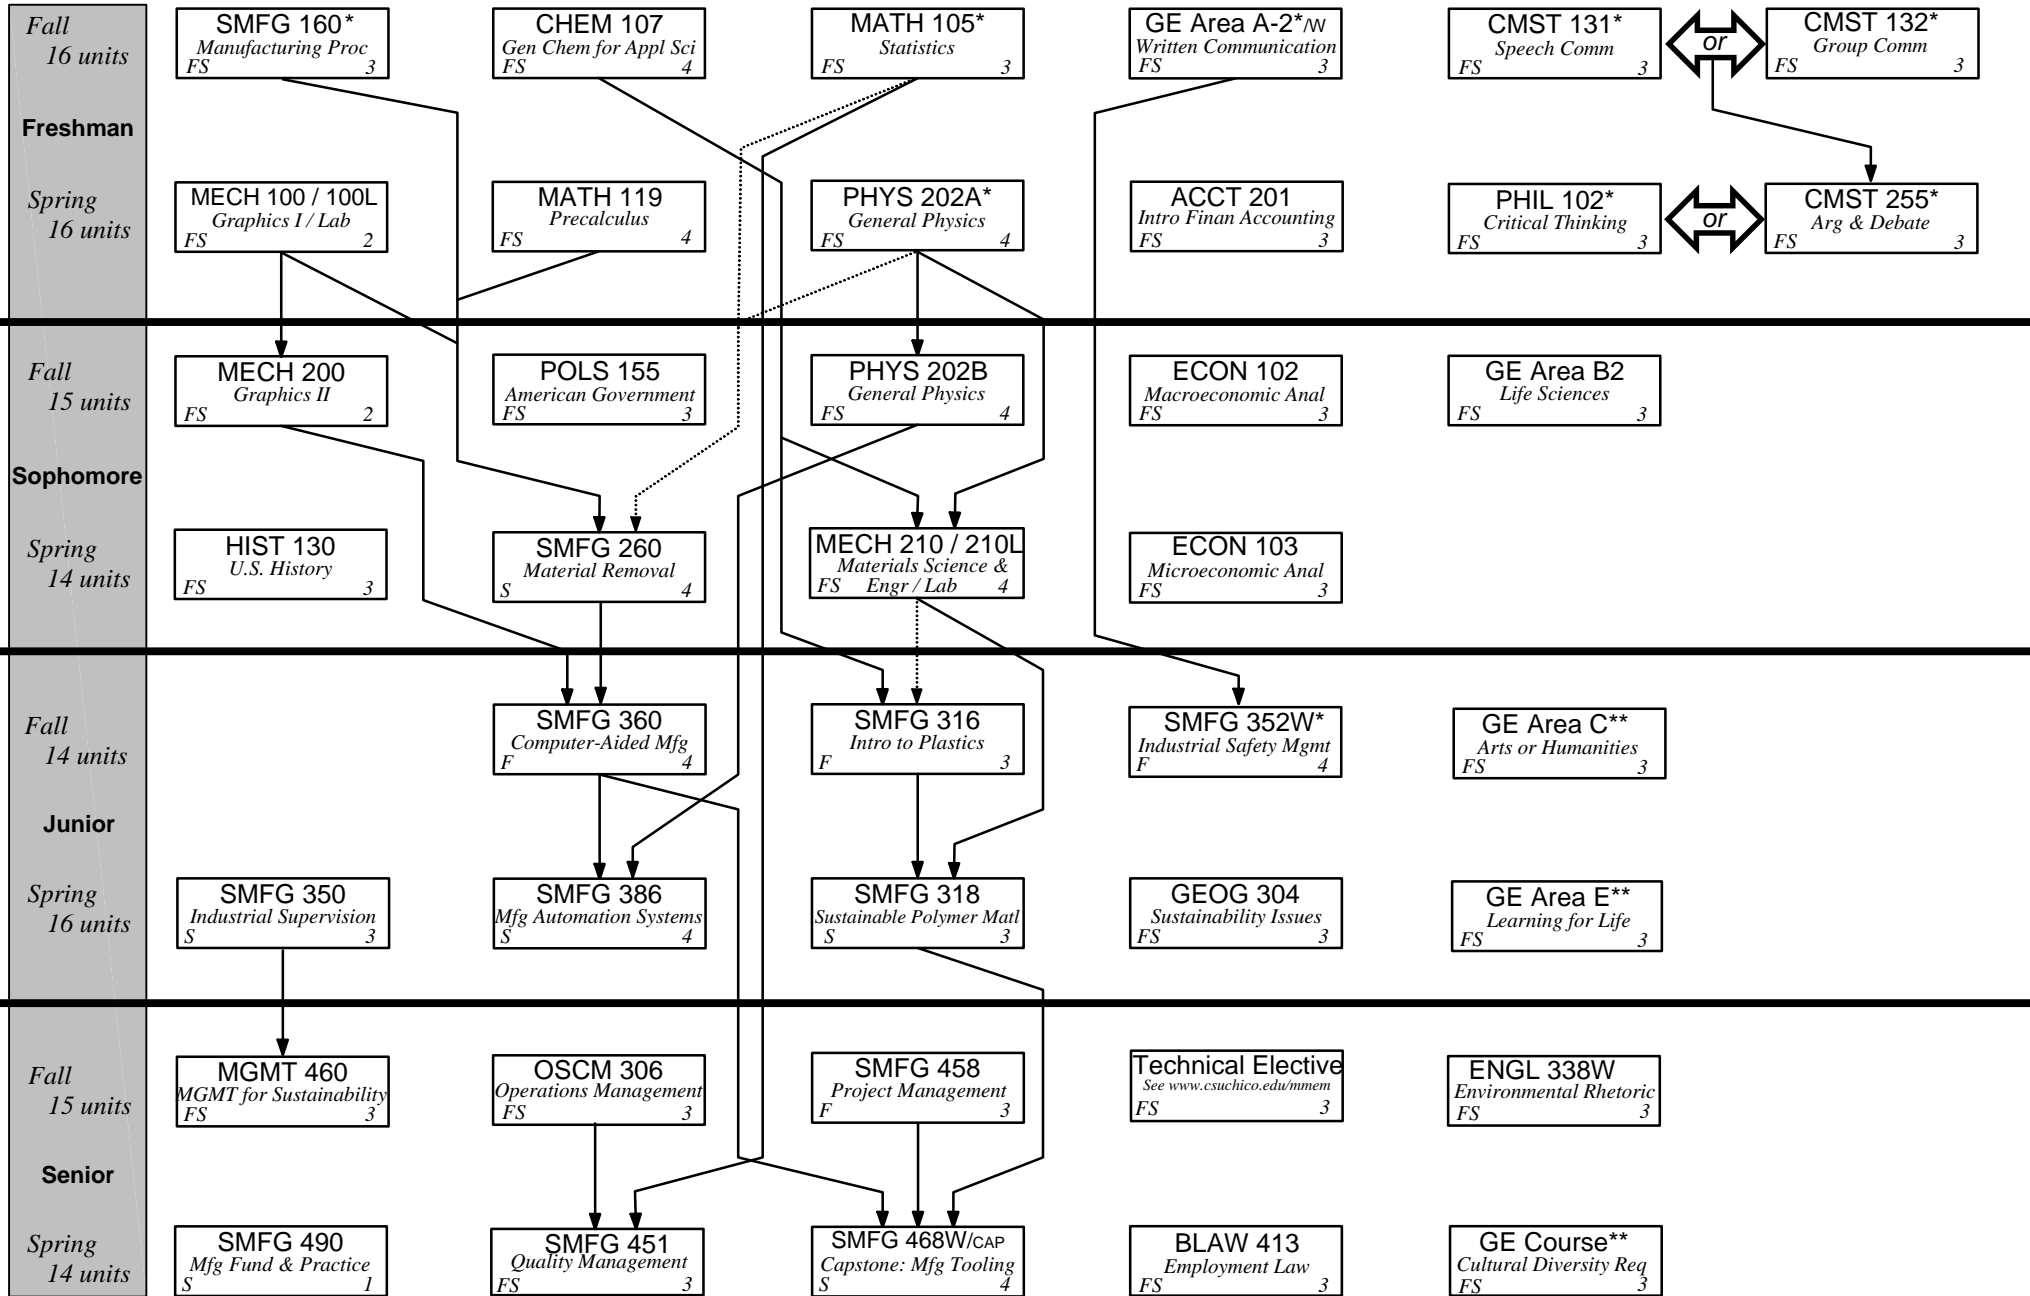 Fall
16 units
SMFG 160*
Manufacturing Proc
FS 3
CHEM 107
Gen Chem for Appl Sci
FS 4
MATH 105*
Statistics
FS 3
GE Area A-2*/W
Written Communication
FS 3
CMST 131*
Speech Comm
FS 3
or
CMST 132*
Group Comm
FS 3
Freshman
Spring
16 units
MECH 100 / 100L
Graphics I / Lab
FS 2
MATH 119
Precalculus
FS 4
PHYS 202A*
General Physics
FS 4
ACCT 201
Intro Finan Accounting
FS 3
PHIL 102*
Critical Thinking
FS 3
or
CMST 255*
Arg & Debate
FS 3
Fall
15 units
MECH 200
Graphics II
FS 2
POLS 155
American Government
FS 3
PHYS 202B
General Physics
FS 4
ECON 102
Macroeconomic Anal
FS 3
GE Area B2
Life Sciences
FS 3
Sophomore
Spring
14 units
HIST 130
U.S. History
FS 3
SMFG 260
Material Removal
S 4
MECH 210 / 210L
Materials Science &
FS Engr / Lab 4
ECON 103
Microeconomic Anal
FS 3
Fall
14 units
SMFG 360
Computer-Aided Mfg
F 4
SMFG 316
Intro to Plastics
F 3
SMFG 352W*
Industrial Safety Mgmt
F 4
GE Area C**
Arts or Humanities
FS 3
Junior
Spring
16 units
SMFG 350
Industrial Supervision
S 3
SMFG 386
Mfg Automation Systems
S 4
SMFG 318
Sustainable Polymer Matl
S 3
GEOG 304
Sustainability Issues
FS 3
GE Area E**
Learning for Life
FS 3
Fall
15 units
MGMT 460
MGMT for Sustainability
FS 3
OSCM 306
Operations Management
FS 3
SMFG 458
Project Management
F 3
Technical Elective
See www.csuchico.edu/mmem
FS 3
ENGL 338W
Environmental Rhetoric
FS 3
Senior
Spring
14 units
SMFG 490
Mfg Fund & Practice
S 1
SMFG 451
Quality Management
FS 3
SMFG 468W/CAP
Capstone: Mfg Tooling
S 4
BLAW 413
Employment Law
FS 3
GE Course**
Cultural Diversity Req
FS 3